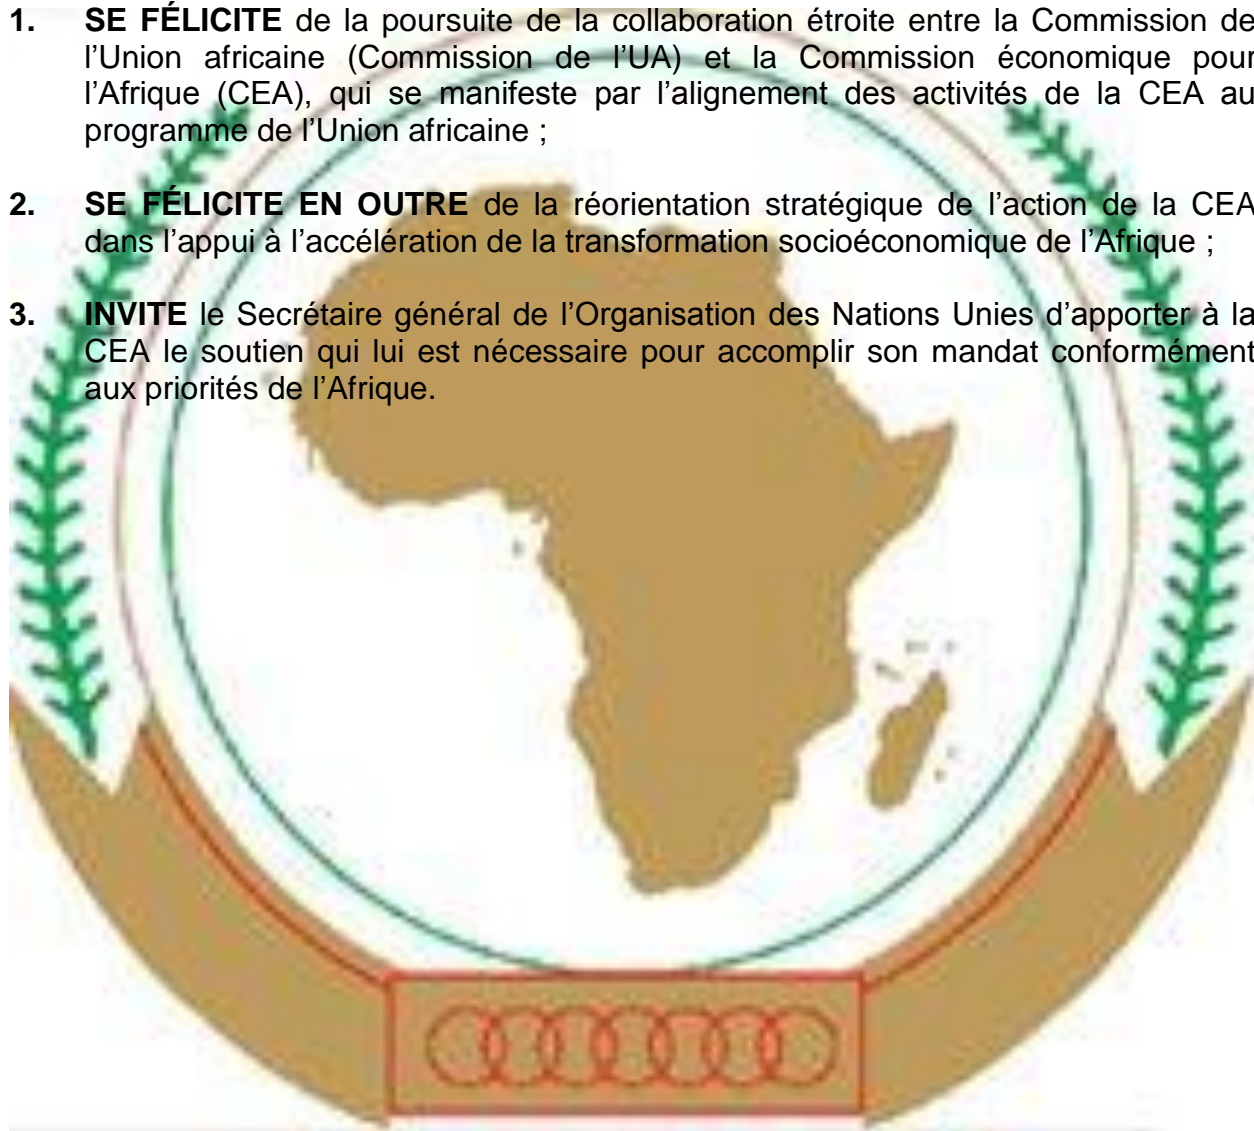 1. SE FÉLICITE de la poursuite de la collaboration étroite entre la Commission de
l’Union africaine (Commission de l’UA) et la Commission économique pour
l’Afrique (CEA), qui se manifeste par l’alignement des activités de la CEA au
programme de l’Union africaine ;
2. SE FÉLICITE EN OUTRE de la réorientation stratégique de l’action de la CEA
dans l’appui à l’accélération de la transformation socioéconomique de l’Afrique ;
3. INVITE le Secrétaire général de l’Organisation des Nations Unies d’apporter à la
CEA le soutien qui lui est nécessaire pour accomplir son mandat conformément
aux priorités de l’Afrique.